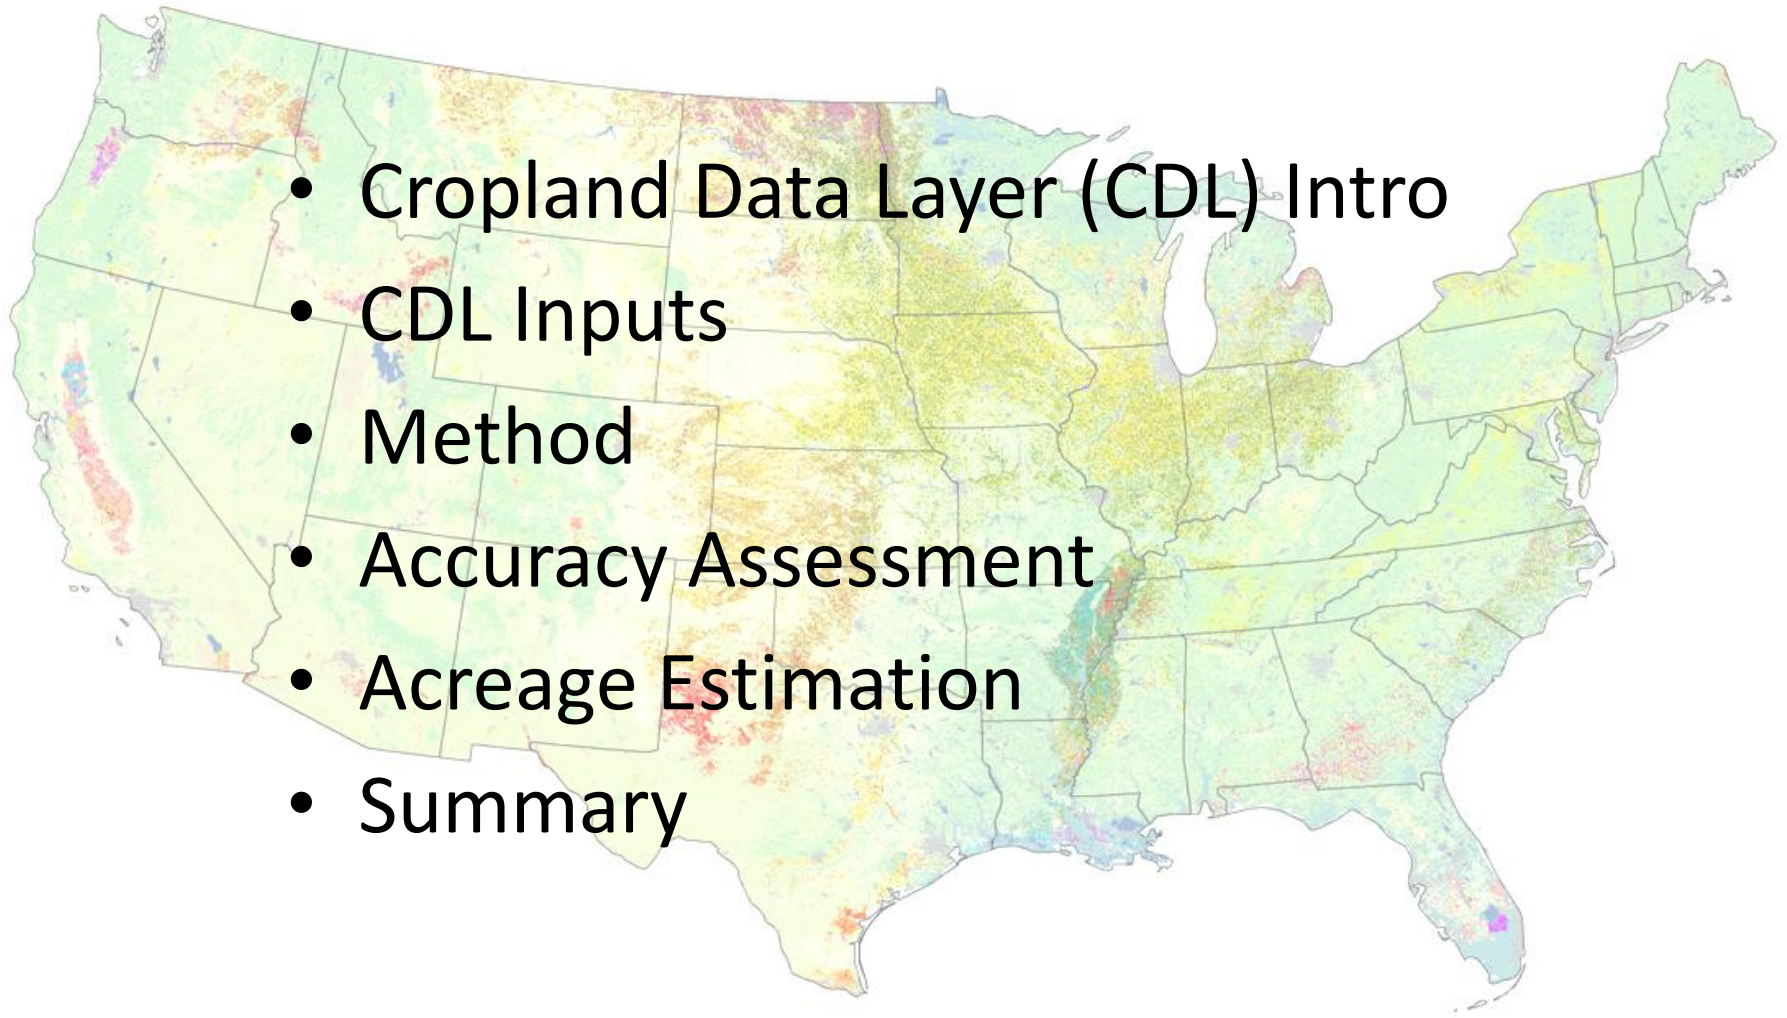 • Cropland Data Layer (CDL) Intro
• CDL Inputs
• Method
• Accuracy Assessment
• Acreage Estimation
• Summary